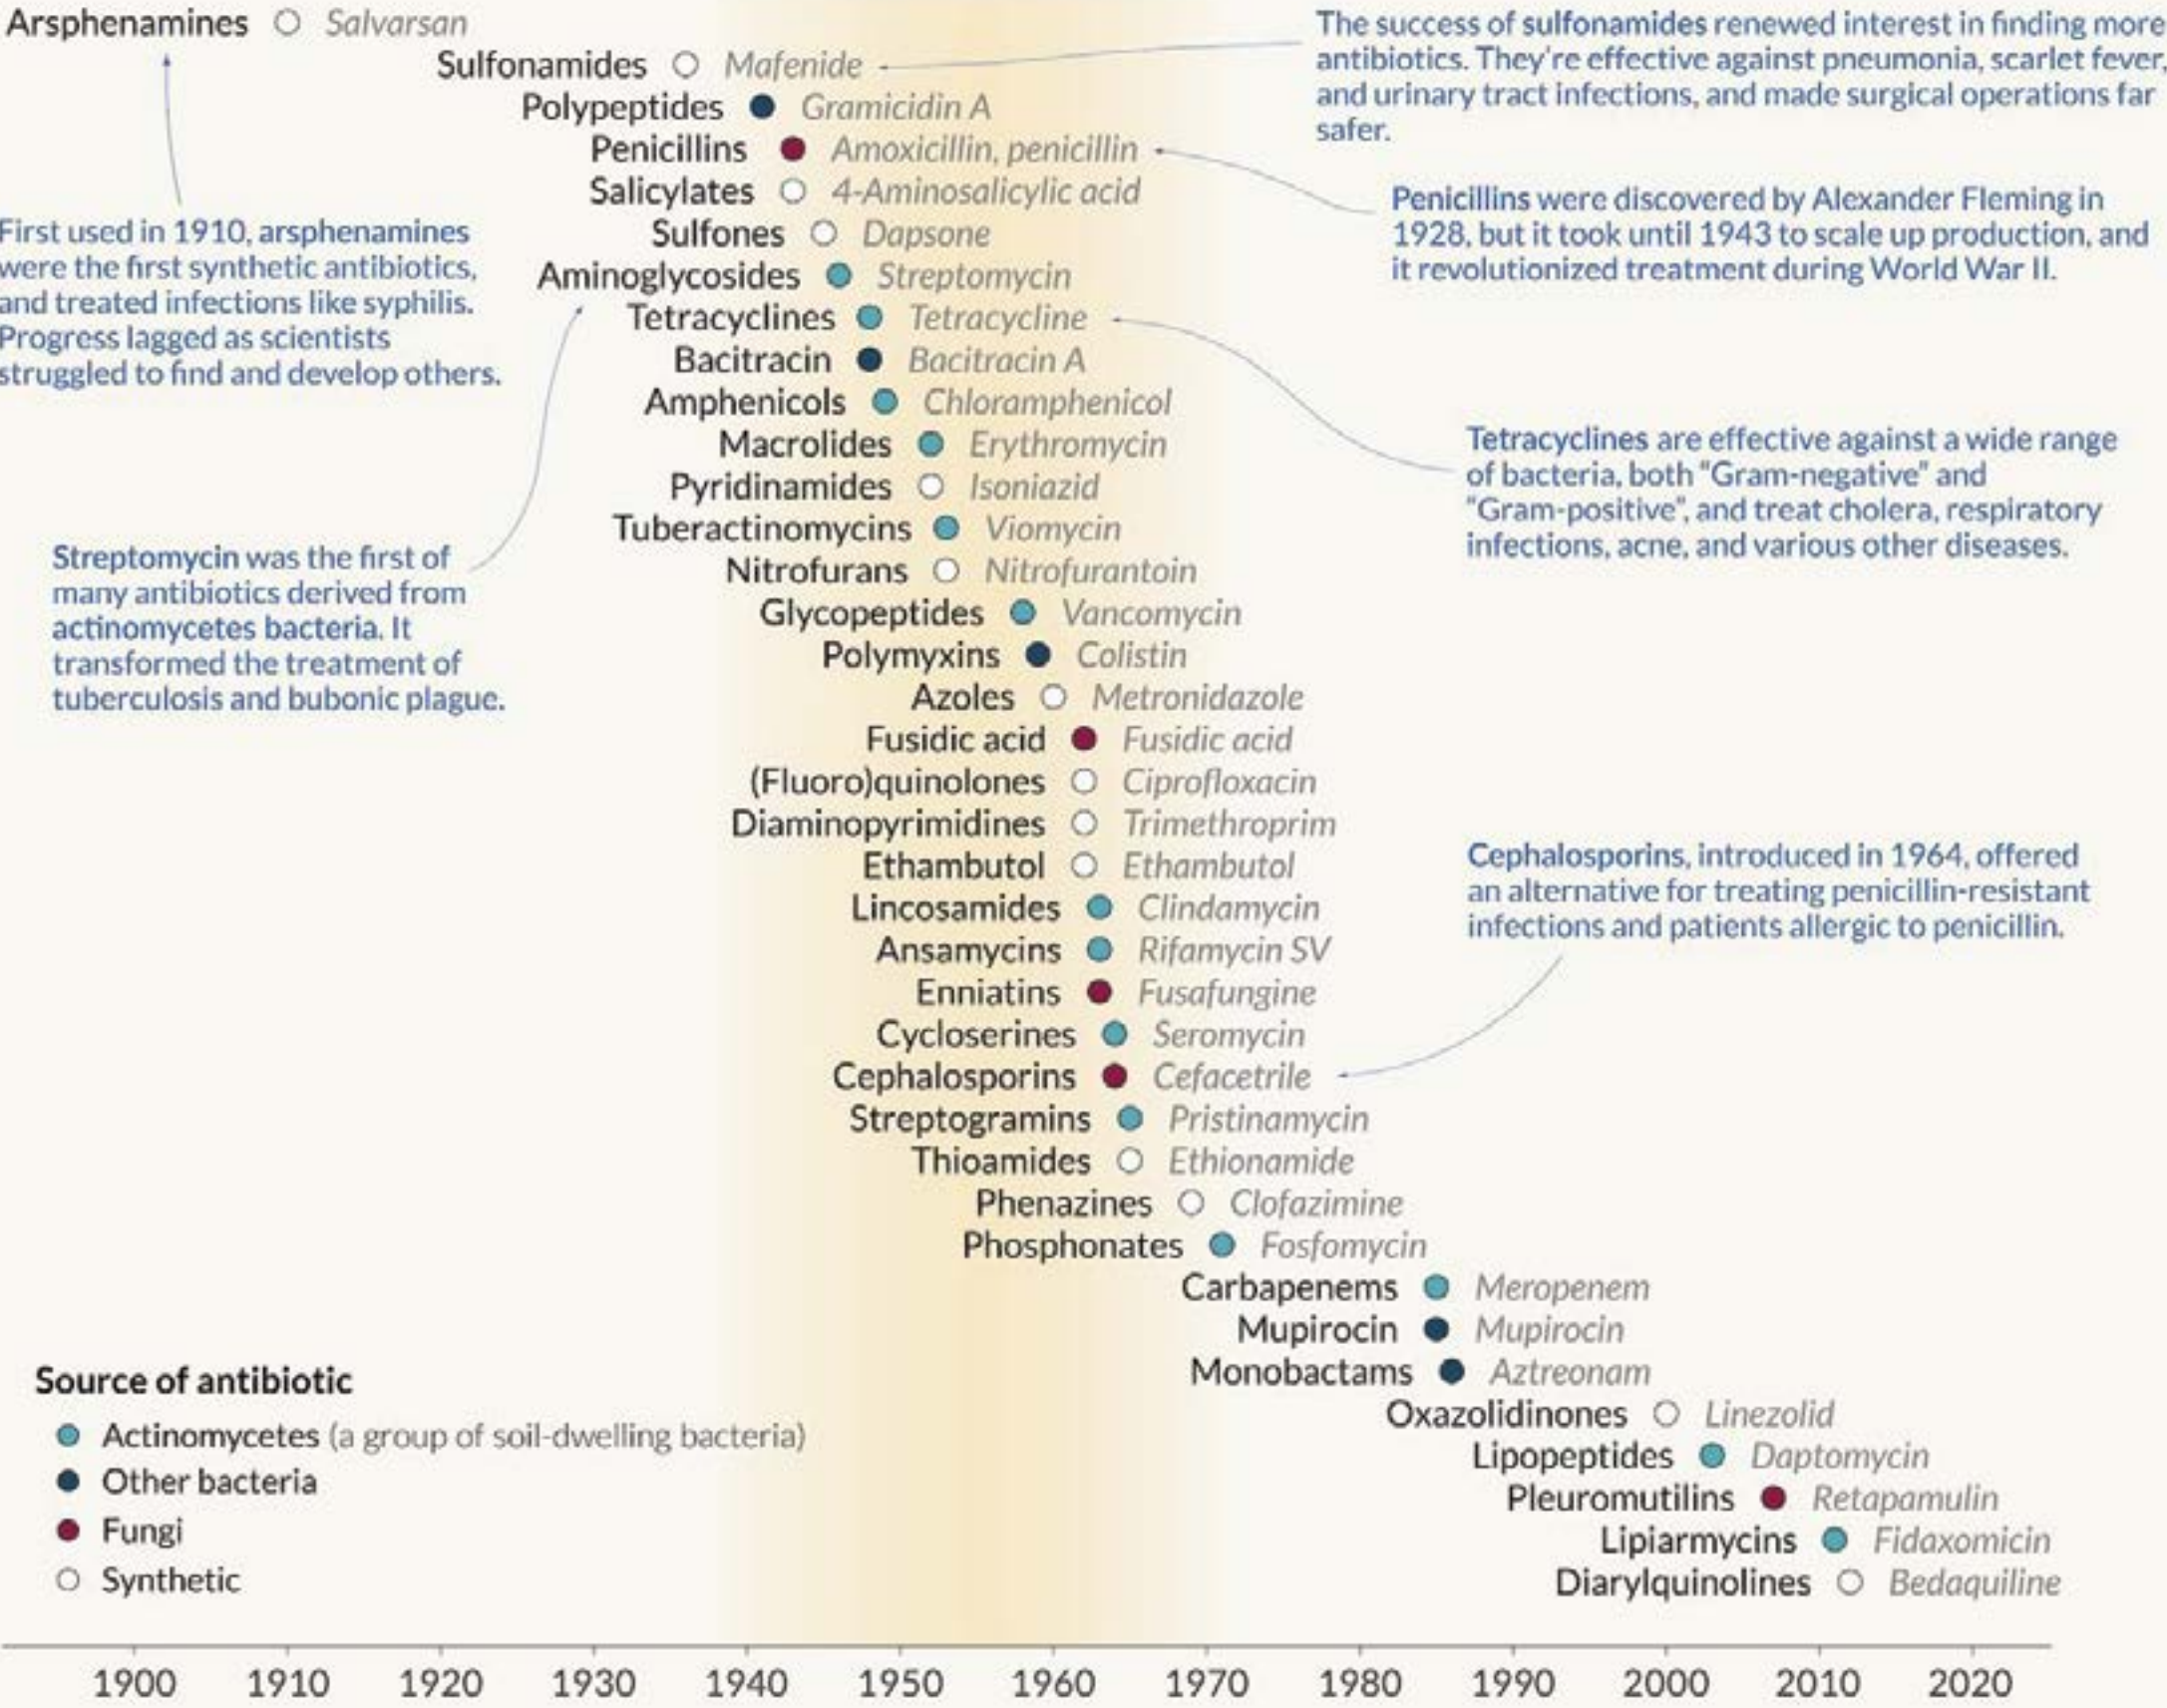 Arsphenamines Salvarsan
Sulfonamides Mafenide
Polypeptides Gramicidin A
Penicillins Amoxicillin, penicillin
Salicylates 4-Aminosalicylic acid
Sulfones Dapsone
Aminoglycosides Streptomycin
Tetracyclines Tetracycline
Bacitracin Bacitracin A
Amphenicols Chloramphenicol
Macrolides Erythromycin
Pyridinamides Isoniazid
Tuberactinomycins Viomycin
Nitrofurans Nitrofurantoin
Glycopeptides Vancomycin
Polymyxins Colistin
Azoles Metronidazole
Fusidic acid Fusidic acid
(Fluoro)quinolones Ciprofloxacin
Diaminopyrimidines Trimethroprim
Ethambutol Ethambutol
Lincosamides Clindamycin
Ansamycins Rifamycin SV
Enniatins Fusafungine
Cycloserines Seromycin
Cephalosporins Cefacetrile
Streptogramins Pristinamycin
Thioamides Ethionamide
Phenazines Clofazimine
Phosphonates Fosfomycin
Carbapenems Meropenem
Mupirocin Mupirocin
Monobactams Aztreonam
Oxazolidinones Linezolid
Lipopeptides Daptomycin
Pleuromutilins Retapamulin
Lipiarmycins Fidaxomicin
Diarylquinolines Bedaquiline
The success of sulfonamides renewed interest in finding more
antibiotics. They're effective against pneumonia, scarlet fever,
and urinary tract infections, and made surgical operations far
safer.
Penicillins were discovered by Alexander Fleming in
1928, but it took until 1943 to scale up production, and
it revolutionized treatment during World War II.
First used in 1910, arsphenamines
were the first synthetic antibiotics,
and treated infections like syphilis.
Progress lagged as scientists
struggled to find and develop others.
Tetracyclines are effective against a wide range
of bacteria, both "Gram-negative" and
"Gram-positive", and treat cholera, respiratory
infections, acne, and various other diseases.
Streptomycin was the first of
many antibiotics derived from
actinomycetes bacteria. It
transformed the treatment of
tuberculosis and bubonic plague.
Cephalosporins, introduced in 1964, offered
an alternative for treating penicillin-resistant
infections and patients allergic to penicillin.
Source of antibiotic
Actinomycetes (a group of soil-dwelling bacteria)
Other bacteria
Fungi
Synthetic
1900 1910 1920 1930 1940 1950 1960 1970 1980 1990 2000 2010 2020